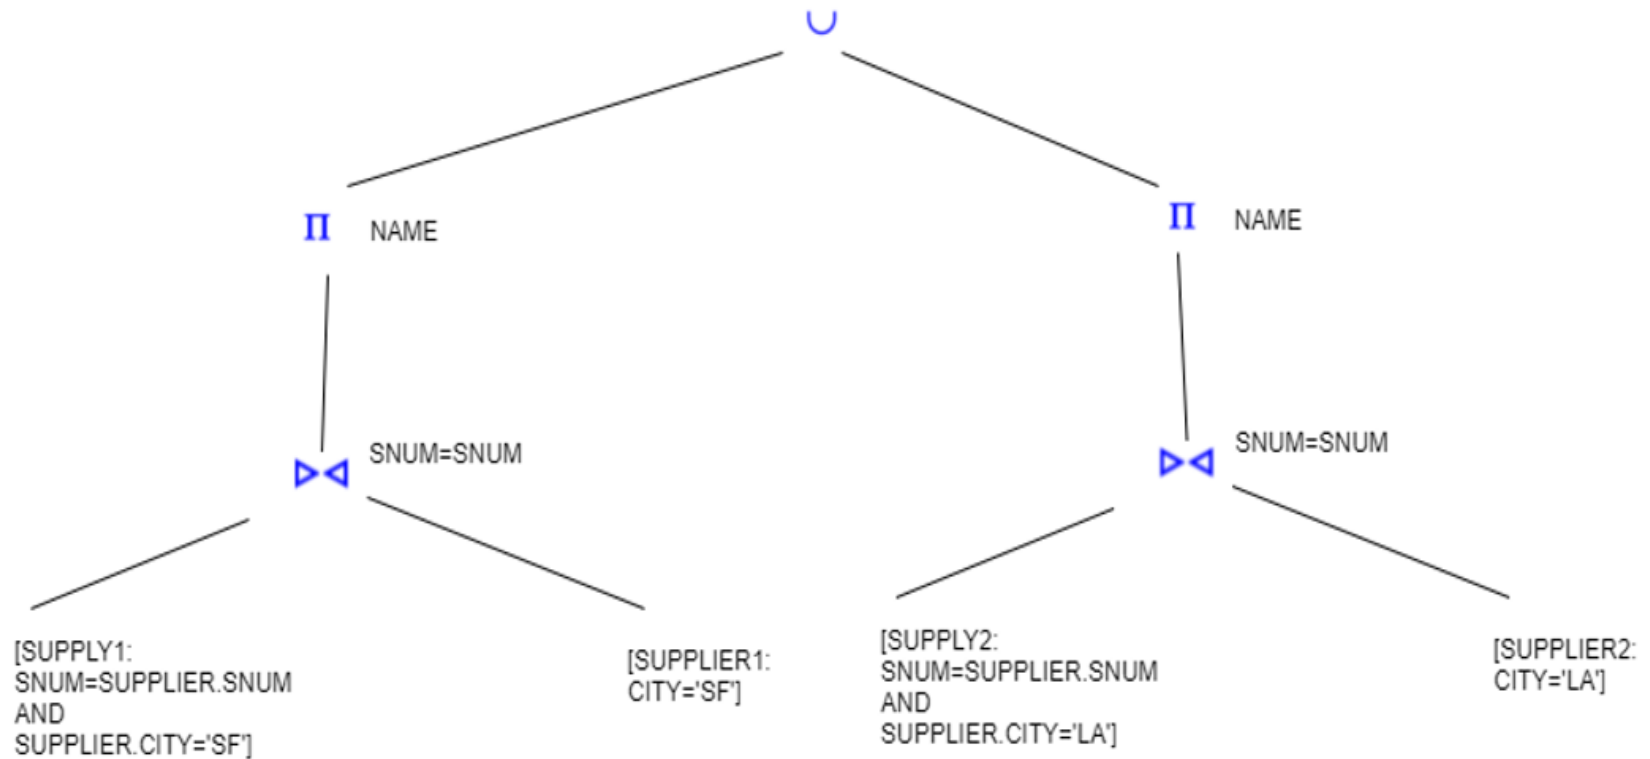 ∪
Π NAME
Π NAME
⋈ SNUM=SNUM
⋈ SNUM=SNUM
[SUPPLY1:
SNUM=SUPPLIER.SNUM
AND
SUPPLIER.CITY='SF']
[SUPPLIER1:
CITY='SF']
[SUPPLY2:
SNUM=SUPPLIER.SNUM
AND
SUPPLIER.CITY='LA']
[SUPPLIER2:
CITY='LA']